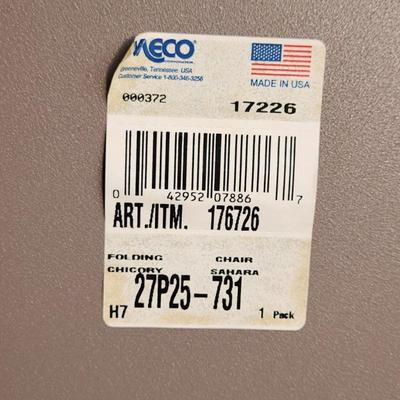 MECO
CORPORATION
Greeneville, Tennessee, USA
Customer Service 1-800-346-3256
MADE IN USA
000372
17226
0 42952 07886 7
ART./ITM. 176726
FOLDING CHAIR
CHICORY SAHARA
27P25-731
H7
1 Pack